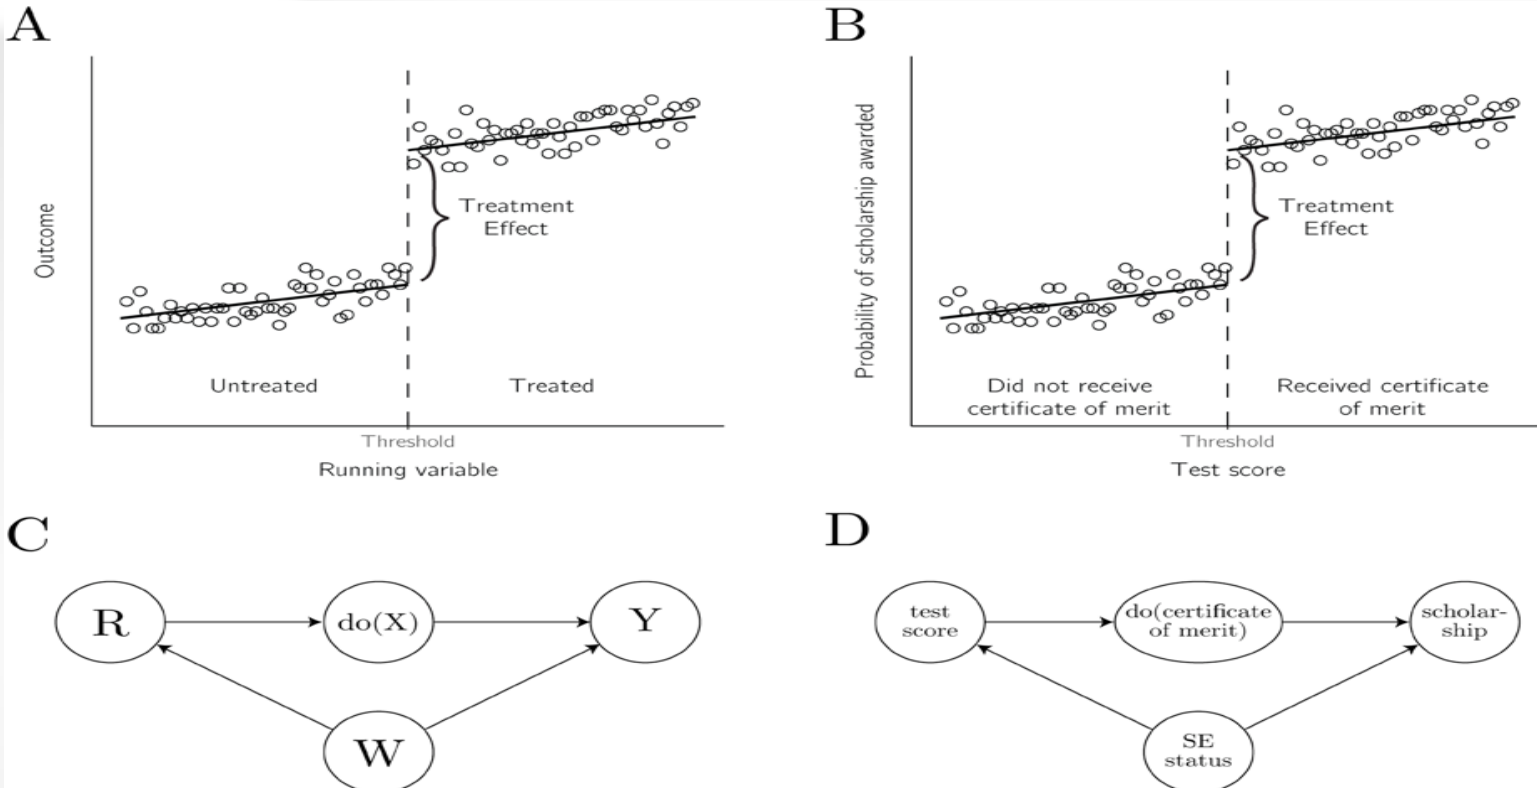 A
Outcome
Treatment
Effect
Untreated
Treated
Threshold
Running variable
B
Probability of scholarship awarded
Treatment
Effect
Did not receive
certificate of merit
Received certificate
of merit
Threshold
Test score
C
R
do(X)
Y
W
D
test
score
do(certificate
of merit)
scholar-
ship
SE
status